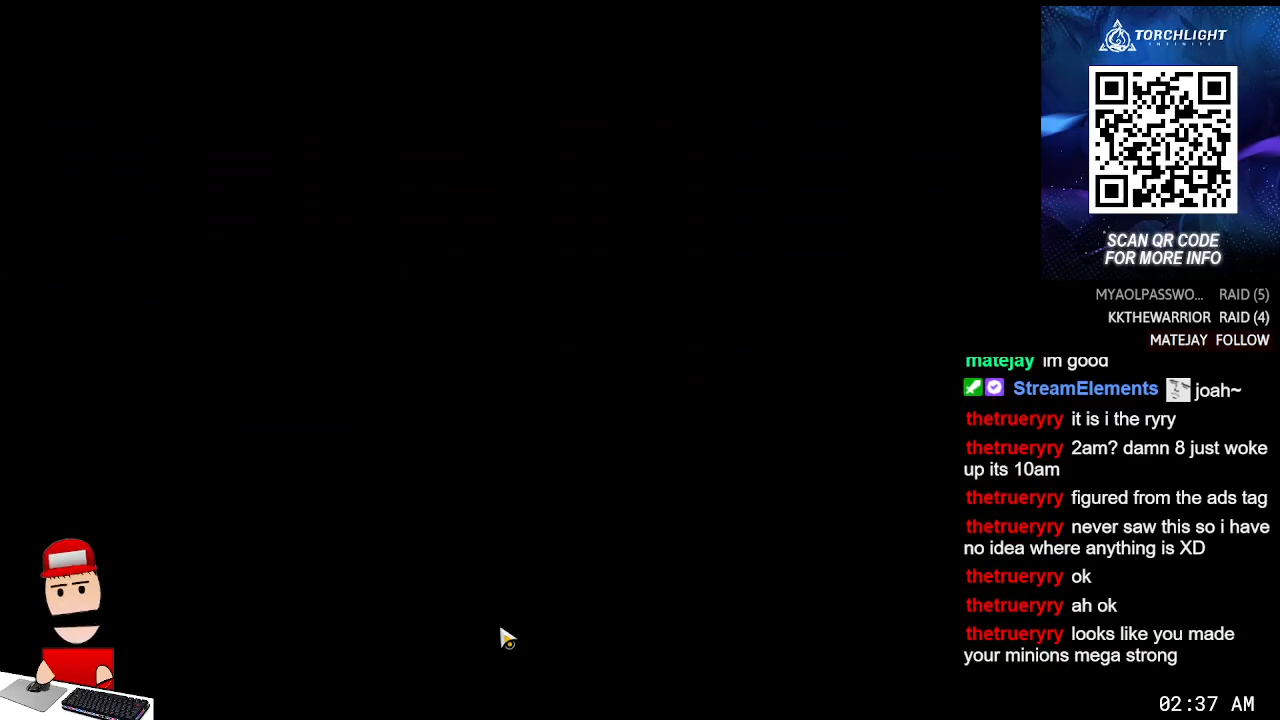 TORCHLIGHT
INFINITE
SCAN QR CODE
FOR MORE INFO
MYAOLPASSWO... RAID (5)
KKTHEWARRIOR RAID (4)
MATEJAY FOLLOW
matejay im good
StreamElements joah~
thetrueryry it is i the ryry
thetrueryry 2am? damn 8 just woke
up its 10am
thetrueryry figured from the ads tag
thetrueryry never saw this so i have
no idea where anything is XD
thetrueryry ok
thetrueryry ah ok
thetrueryry looks like you made
your minions mega strong
02:37 AM